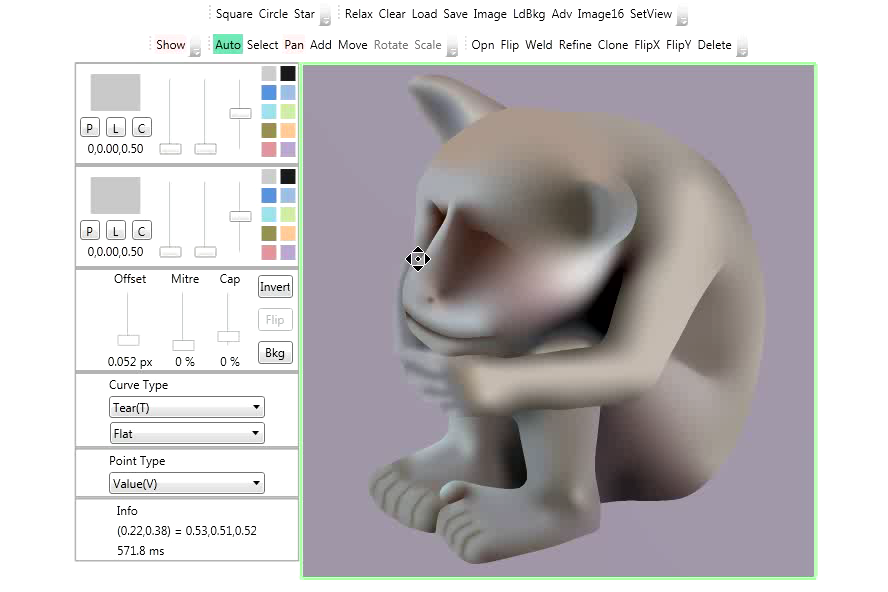 Square Circle Star Relax Clear Load Save Image LdBkg Adv Image16 SetView
Show Auto Select Pan Add Move Rotate Scale Opn Flip Weld Refine Clone FlipX FlipY Delete
P L C
0,0.00,0.50
P L C
0,0.00,0.50
Offset Mitre Cap
Invert
Flip
Bkg
0.052 px 0 % 0 %
Curve Type
Tear(T)
Flat
Point Type
Value(V)
Info
(0.22,0.38) = 0.53,0.51,0.52
571.8 ms